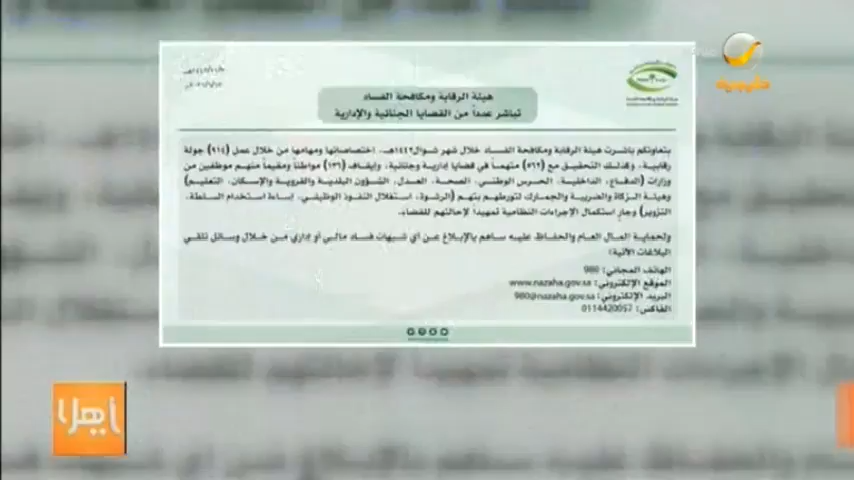 هيئة الرقابة ومكافحة الفساد
تباشر عدداً من القضايا الجنائية والإدارية
بتعاونكم باشرت هيئة الرقابة ومكافحة الفساد خلال شهر شوال ١٤٤٢هـ، اختصاصاتها ومهامها من خلال عمل (٩١٤) جولة
رقابية، وكذلك التحقيق مع (٥٦٢) متهماً في قضايا إدارية وجنائية، وإيقاف (١٣٦) مواطناً ومقيماً منهم موظفين من
وزارات (الدفاع، الداخلية، الحرس الوطني، الصحة، العدل، الشؤون البلدية والقروية والإسكان، التعليم)
وهيئة الزكاة والضريبة والجمارك لتورطهم بتهم (الرشوة، استغلال النفوذ الوظيفي، إساءة استخدام السلطة،
التزوير) وجارٍ استكمال الإجراءات النظامية تمهيداً لإحالتهم للقضاء.
ولحماية المال العام والحفاظ عليه ساهم بالإبلاغ عن أي شبهات فساد مالي أو إداري من خلال وسائل تلقي
البلاغات الآتية:
الهاتف المجاني: 980
الموقع الإلكتروني: www.nazaha.gov.sa
البريد الإلكتروني: 980@nazaha.gov.sa
الفاكس: 0114420057
يا هلا